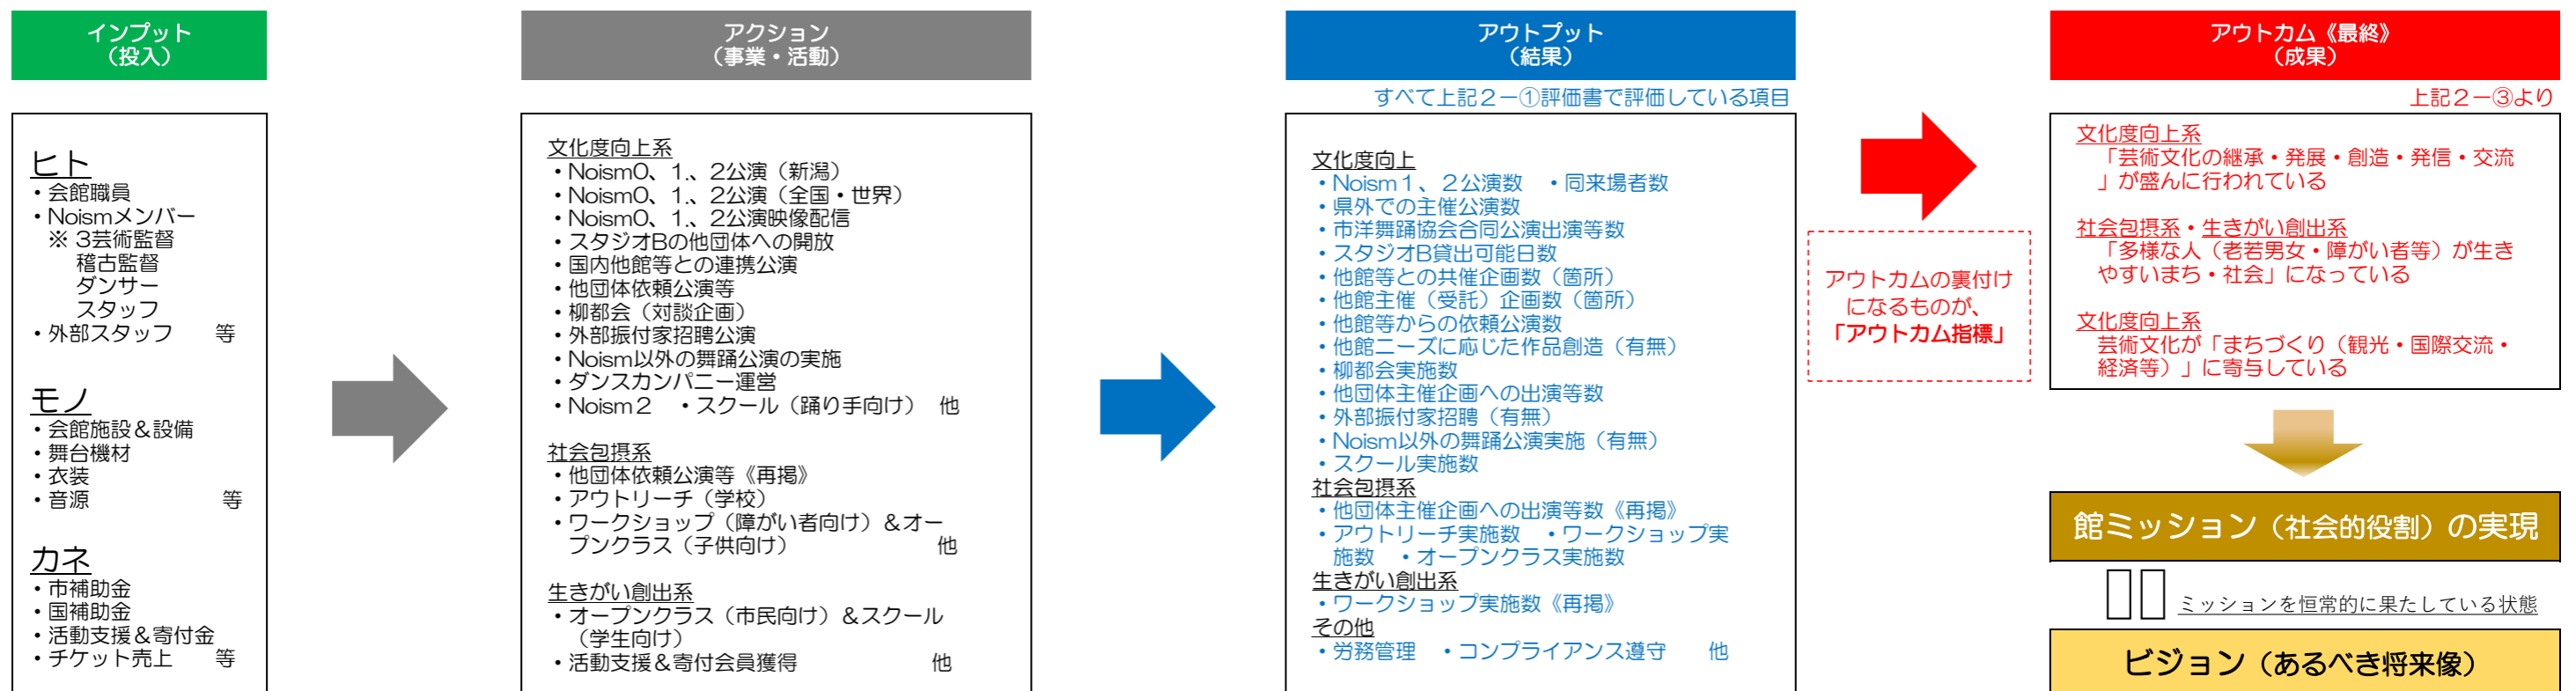 インプット
（投入）
ヒト
・会館職員
・Noismメンバー
※ 3芸術監督
稽古監督
ダンサー
スタッフ
・外部スタッフ　　等
モノ
・会館施設＆設備
・舞台機材
・衣装
・音源　　等
カネ
・市補助金
・国補助金
・活動支援＆寄付金
・チケット売上　　等
アクション
（事業・活動）
文化度向上系
・Noism0、1.、2公演（新潟）
・Noism0、1.、2公演（全国・世界）
・Noism0、1.、2公演映像配信
・スタジオBの他団体への開放
・国内他館等との連携公演
・他団体依頼公演等
・柳都会（対談企画）
・外部振付家招聘公演
・Noism以外の舞踊公演の実施
・ダンスカンパニー運営
・Noism２　・スクール（踊り手向け）　他
社会包摂系
・他団体依頼公演等《再掲》
・アウトリーチ（学校）
・ワークショップ（障がい者向け）＆オー
プンクラス（子供向け）　　他
生きがい創出系
・オープンクラス（市民向け）＆スクール
（学生向け）
・活動支援＆寄付会員獲得　　他
アウトプット
（結果）
すべて上記２－①評価書で評価している項目
文化度向上
・Noism１、２公演数　・同来場者数
・県外での主催公演数
・市洋舞踊協会合同公演出演等数
・スタジオB貸出可能日数
・他館等との共催企画数（箇所）
・他館主催（受託）企画数（箇所）
・他館等からの依頼公演数
・他館ニーズに応じた作品創造（有無）
・柳都会実施数
・他団体主催企画への出演等数
・外部振付家招聘（有無）
・Noism以外の舞踊公演実施（有無）
・スクール実施数
社会包摂系
・他団体主催企画への出演等数《再掲》
・アウトリーチ実施数　・ワークショップ実
施数　・オープンクラス実施数
生きがい創出系
・ワークショップ実施数《再掲》
その他
・労務管理　・コンプライアンス遵守　　他
アウトカムの裏付け
になるものが、
「アウトカム指標」
アウトカム《最終》
（成果）
上記２－③より
文化度向上系
「芸術文化の継承・発展・創造・発信・交流
」が盛んに行われている
社会包摂系・生きがい創出系
「多様な人（老若男女・障がい者等）が生き
やすいまち・社会」になっている
文化度向上系
芸術文化が「まちづくり（観光・国際交流・
経済等）」に寄与している
館ミッション（社会的役割）の実現
ミッションを恒常的に果たしている状態
ビジョン（あるべき将来像）